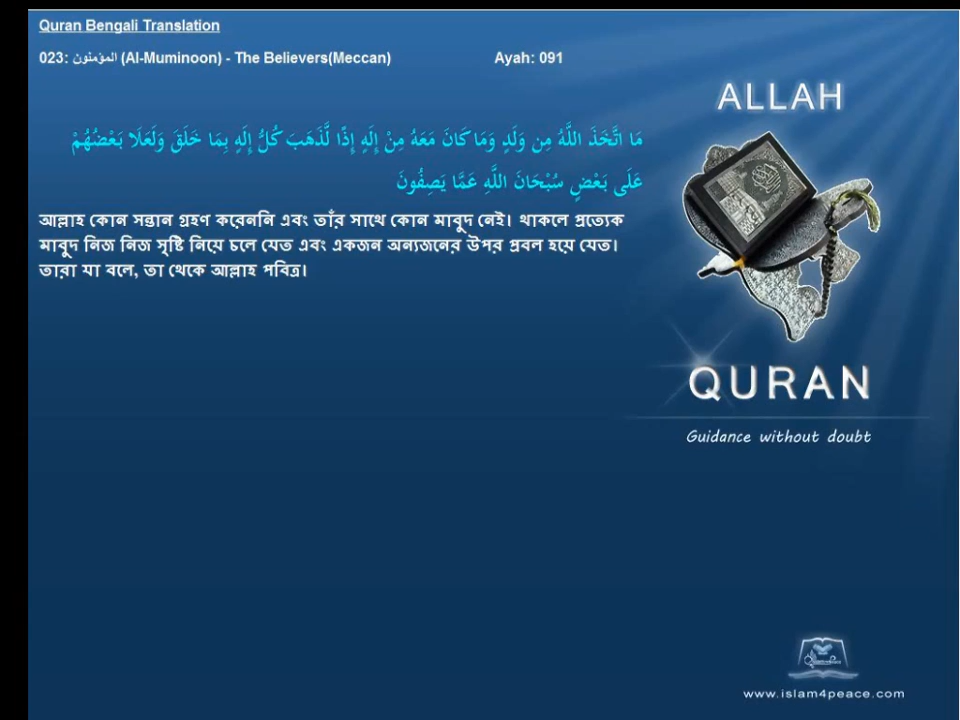 Quran Bengali Translation
023: المؤمنون (Al-Muminoon) - The Believers(Meccan) Ayah: 091
مَا اتَّخَذَ اللَّهُ مِن وَلَدٍ وَمَا كَانَ مَعَهُ مِنْ إِلَهٍ إِذًا لَّذَهَبَ كُلُّ إِلَهٍ بِمَا خَلَقَ وَلَعَلَا بَعْضُهُمْ
عَلَى بَعْضٍ سُبْحَانَ اللَّهِ عَمَّا يَصِفُونَ
আল্লাহ কোন সন্তান গ্রহণ করেননি এবং তাঁর সাথে কোন মাবুদ নেই। থাকলে প্রত্যেক
মাবুদ নিজ নিজ সৃষ্টি নিয়ে চলে যেত এবং একজন অন্যজনের উপর প্রবল হয়ে যেত।
তারা যা বলে, তা থেকে আল্লাহ পবিত্র।
ALLAH
QURAN
Guidance without doubt
www.islam4peace.com